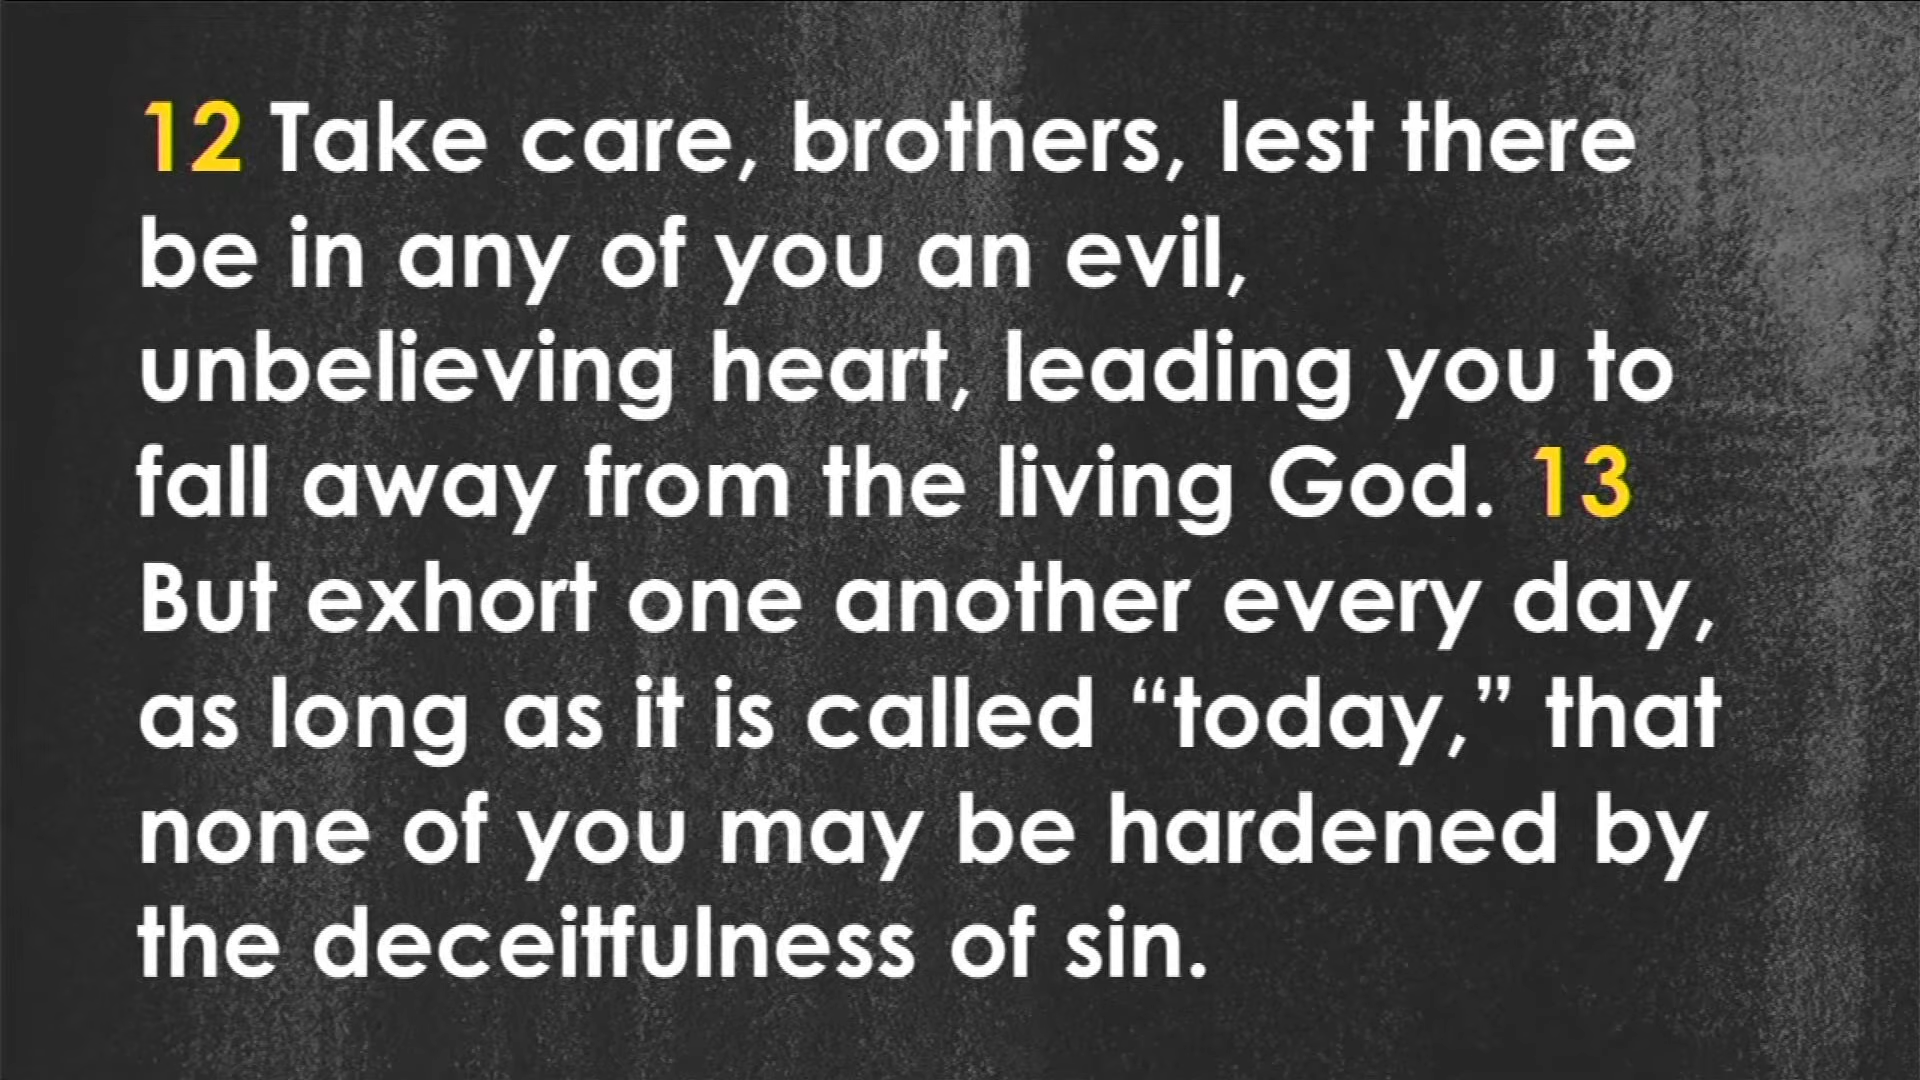 12 Take care, brothers, lest there
be in any of you an evil,
unbelieving heart, leading you to
fall away from the living God. 13
But exhort one another every day,
as long as it is called “today,” that
none of you may be hardened by
the deceitfulness of sin.